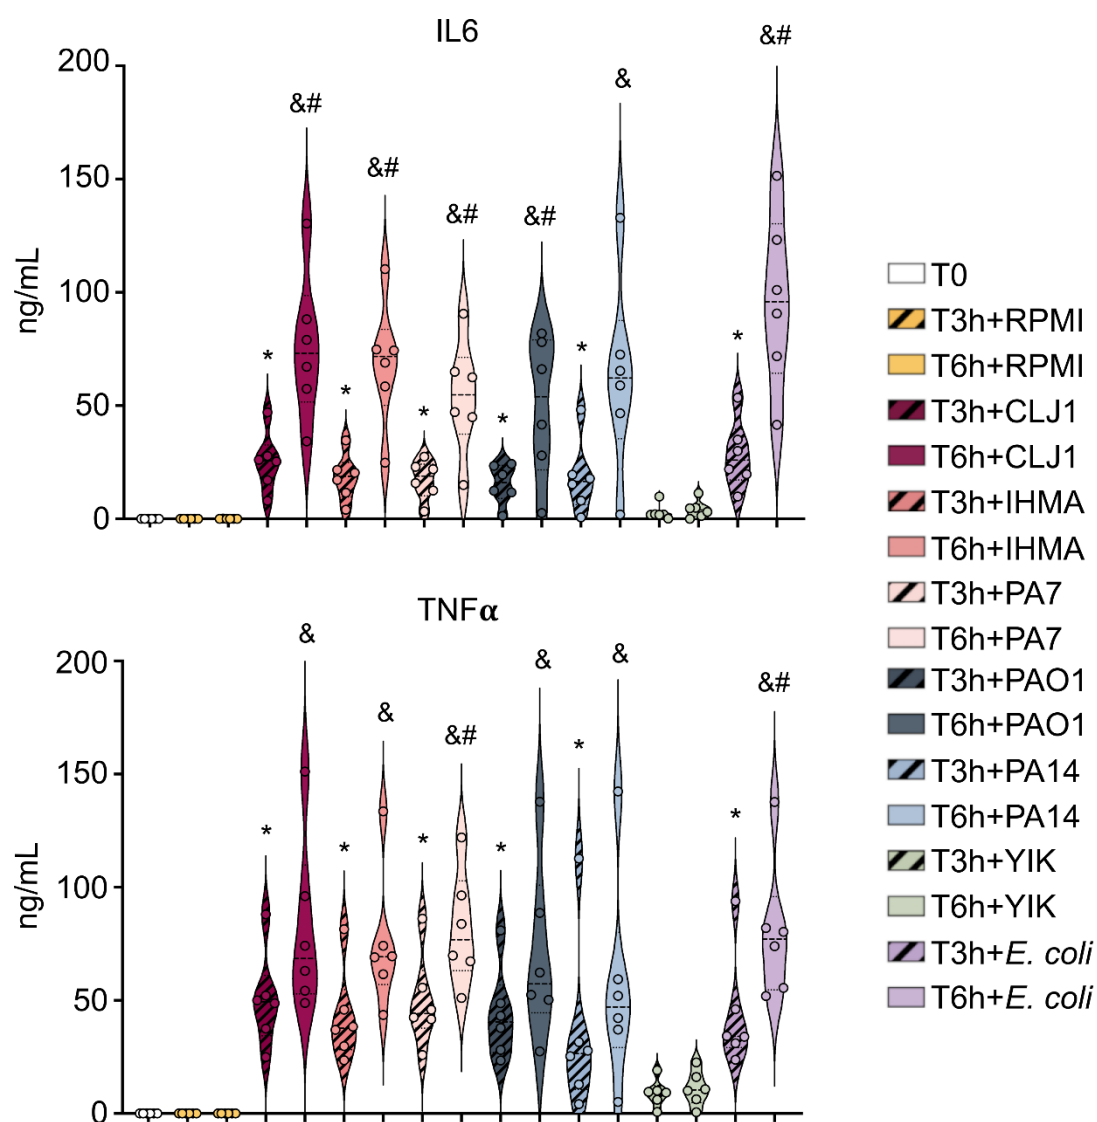 IL6
&#
200
&#
&
&#
150
&#
&#
ng/mL
100
*
*
*
*
*
*
50
0
T0
T3h+RPMI
T6h+RPMI
T3h+CLJ1
T6h+CLJ1
T3h+IHMA
T6h+IHMA
T3h+PA7
T6h+PA7
T3h+PAO1
T6h+PAO1
T3h+PA14
T6h+PA14
T3h+YIK
T6h+YIK
T3h+E. coli
T6h+E. coli
TNFα
200
&
&
&
&#
&
&#
150
*
ng/mL
*
*
*
*
*
100
50
0